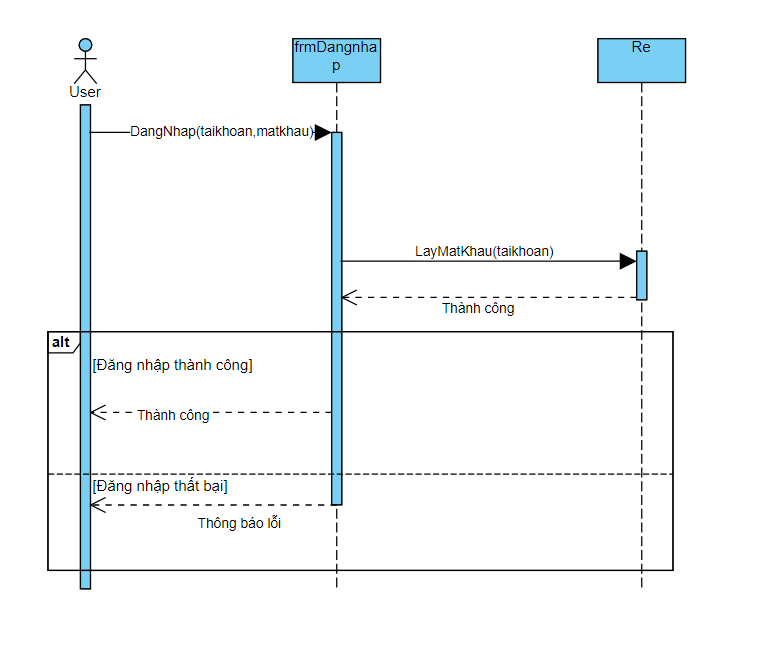 frmDangnha
p
Re
User
DangNhap(taikhoan,matkhau)
LayMatKhau(taikhoan)
Thành công
alt
[Đăng nhập thành công]
Thành công
[Đăng nhập thất bại]
Thông báo lỗi